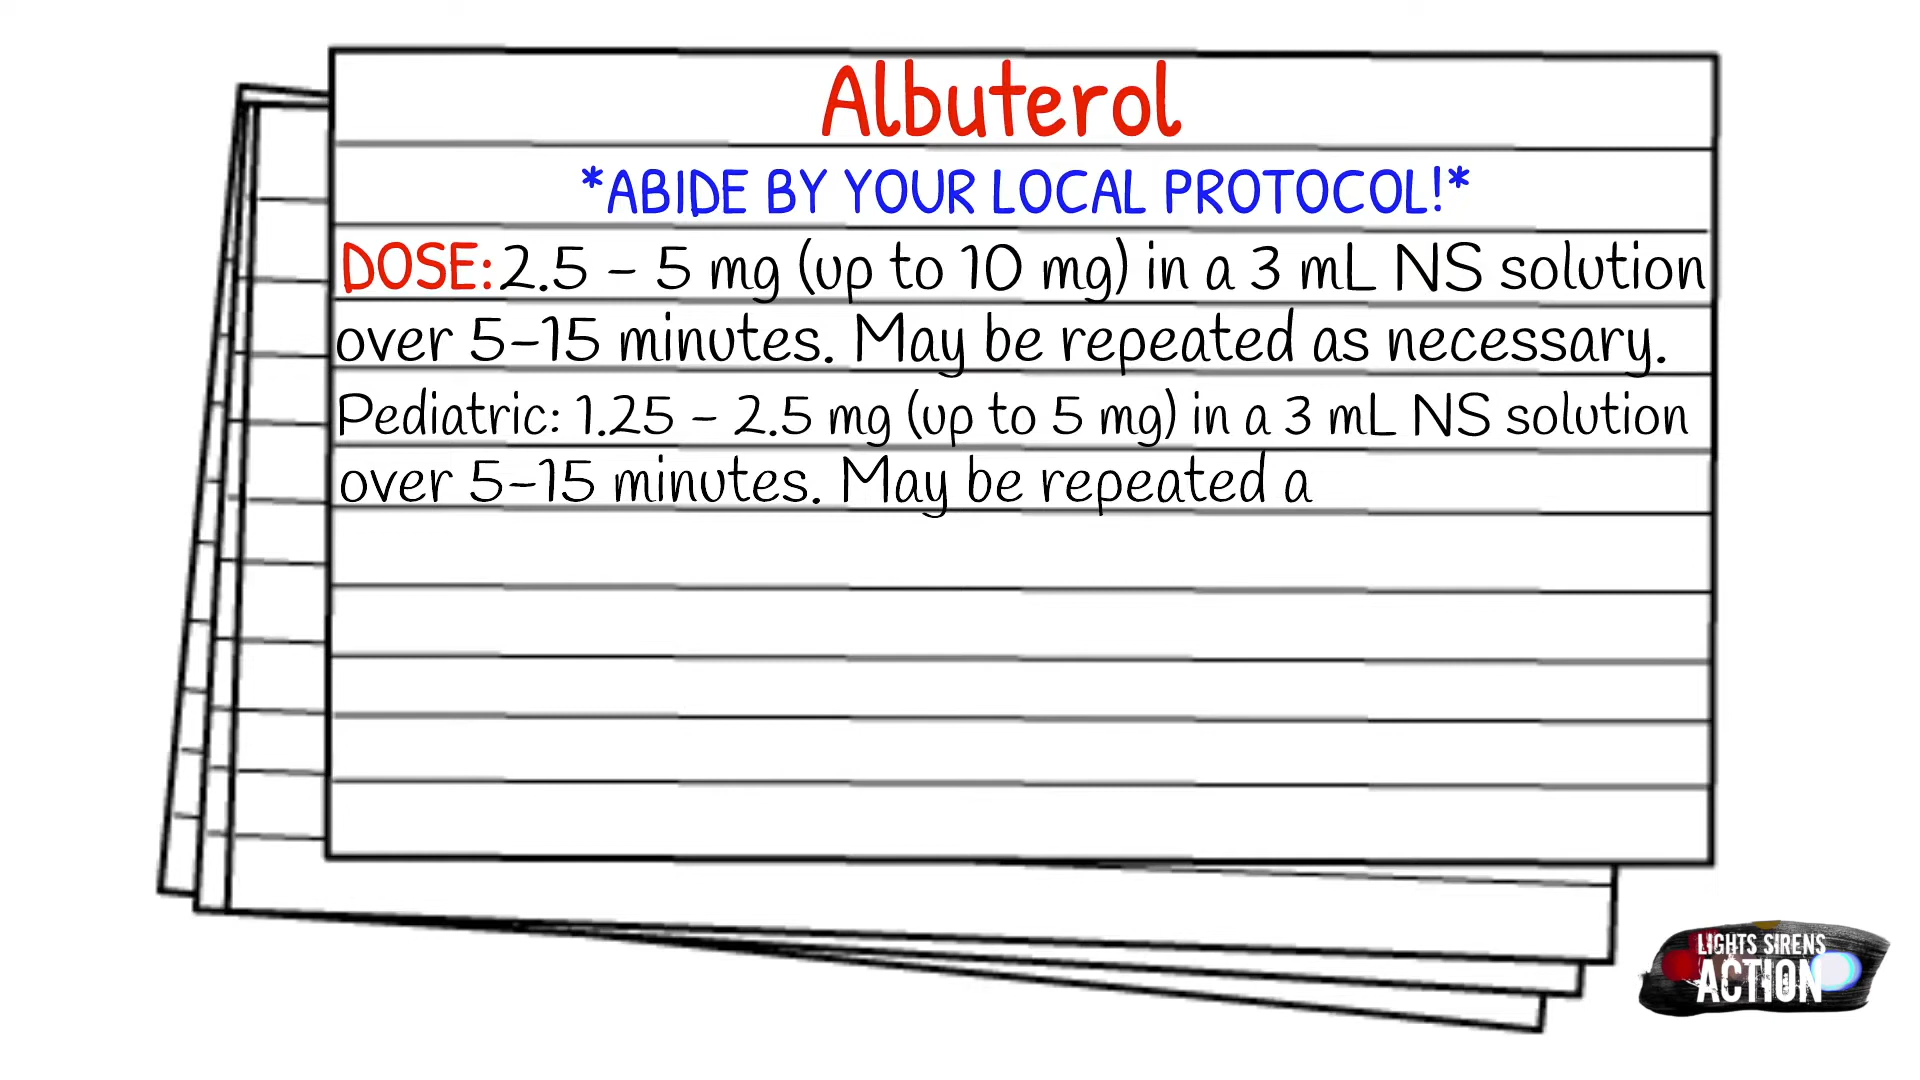 Albuterol
*ABIDE BY YOUR LOCAL PROTOCOL!*
DOSE: 2.5 – 5 mg (up to 10 mg) in a 3 mL NS solution
over 5–15 minutes. May be repeated as necessary.
Pediatric: 1.25 – 2.5 mg (up to 5 mg) in a 3 mL NS solution
over 5–15 minutes. May be repeated a
LIGHTS SIRENS
ACTION